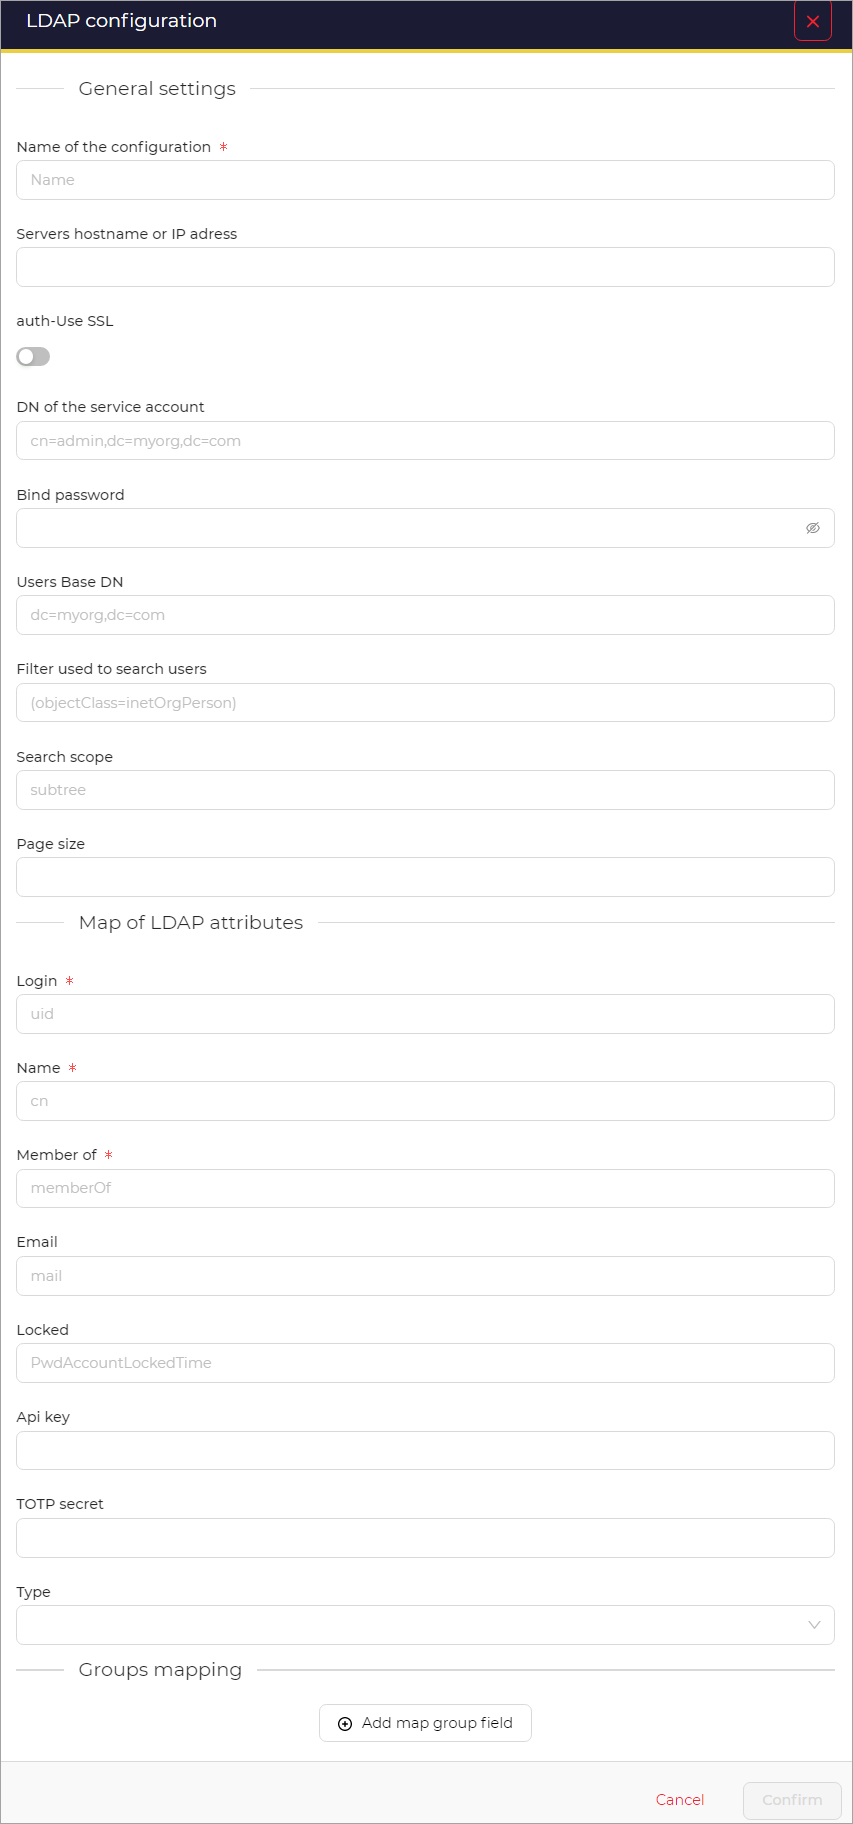 LDAP configuration
General settings
Name of the configuration *
Name
Servers hostname or IP adress
auth-Use SSL
DN of the service account
cn=admin,dc=myorg,dc=com
Bind password
Users Base DN
dc=myorg,dc=com
Filter used to search users
(objectClass=inetOrgPerson)
Search scope
subtree
Page size
Map of LDAP attributes
Login *
uid
Name *
cn
Member of *
memberOf
Email
mail
Locked
PwdAccountLockedTime
Api key
TOTP secret
Type
Groups mapping
Add map group field
Cancel
Confirm